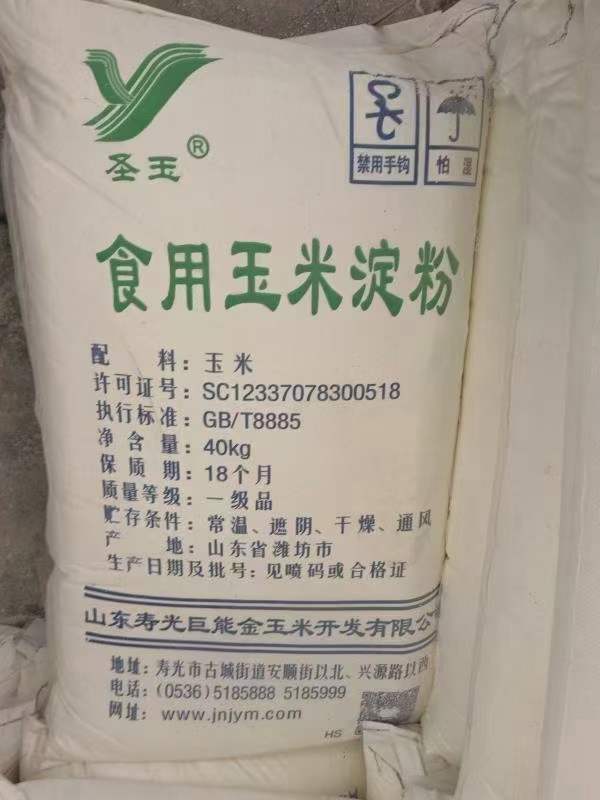 圣玉®
禁用手钩
怕湿
食用玉米淀粉
配料：玉米
许可证号：SC12337078300518
执行标准：GB/T8885
净含量：40kg
保质期：18个月
质量等级：一级品
贮存条件：常温、遮阴、干燥、通风
产地：山东省潍坊市
生产日期及批号：见喷码或合格证
山东寿光巨能金玉米开发有限公
地址：寿光市古城街道安顺街以北、兴源路以西
电话：(0536)5185888 5185999
网址：www.jnjym.com
HS